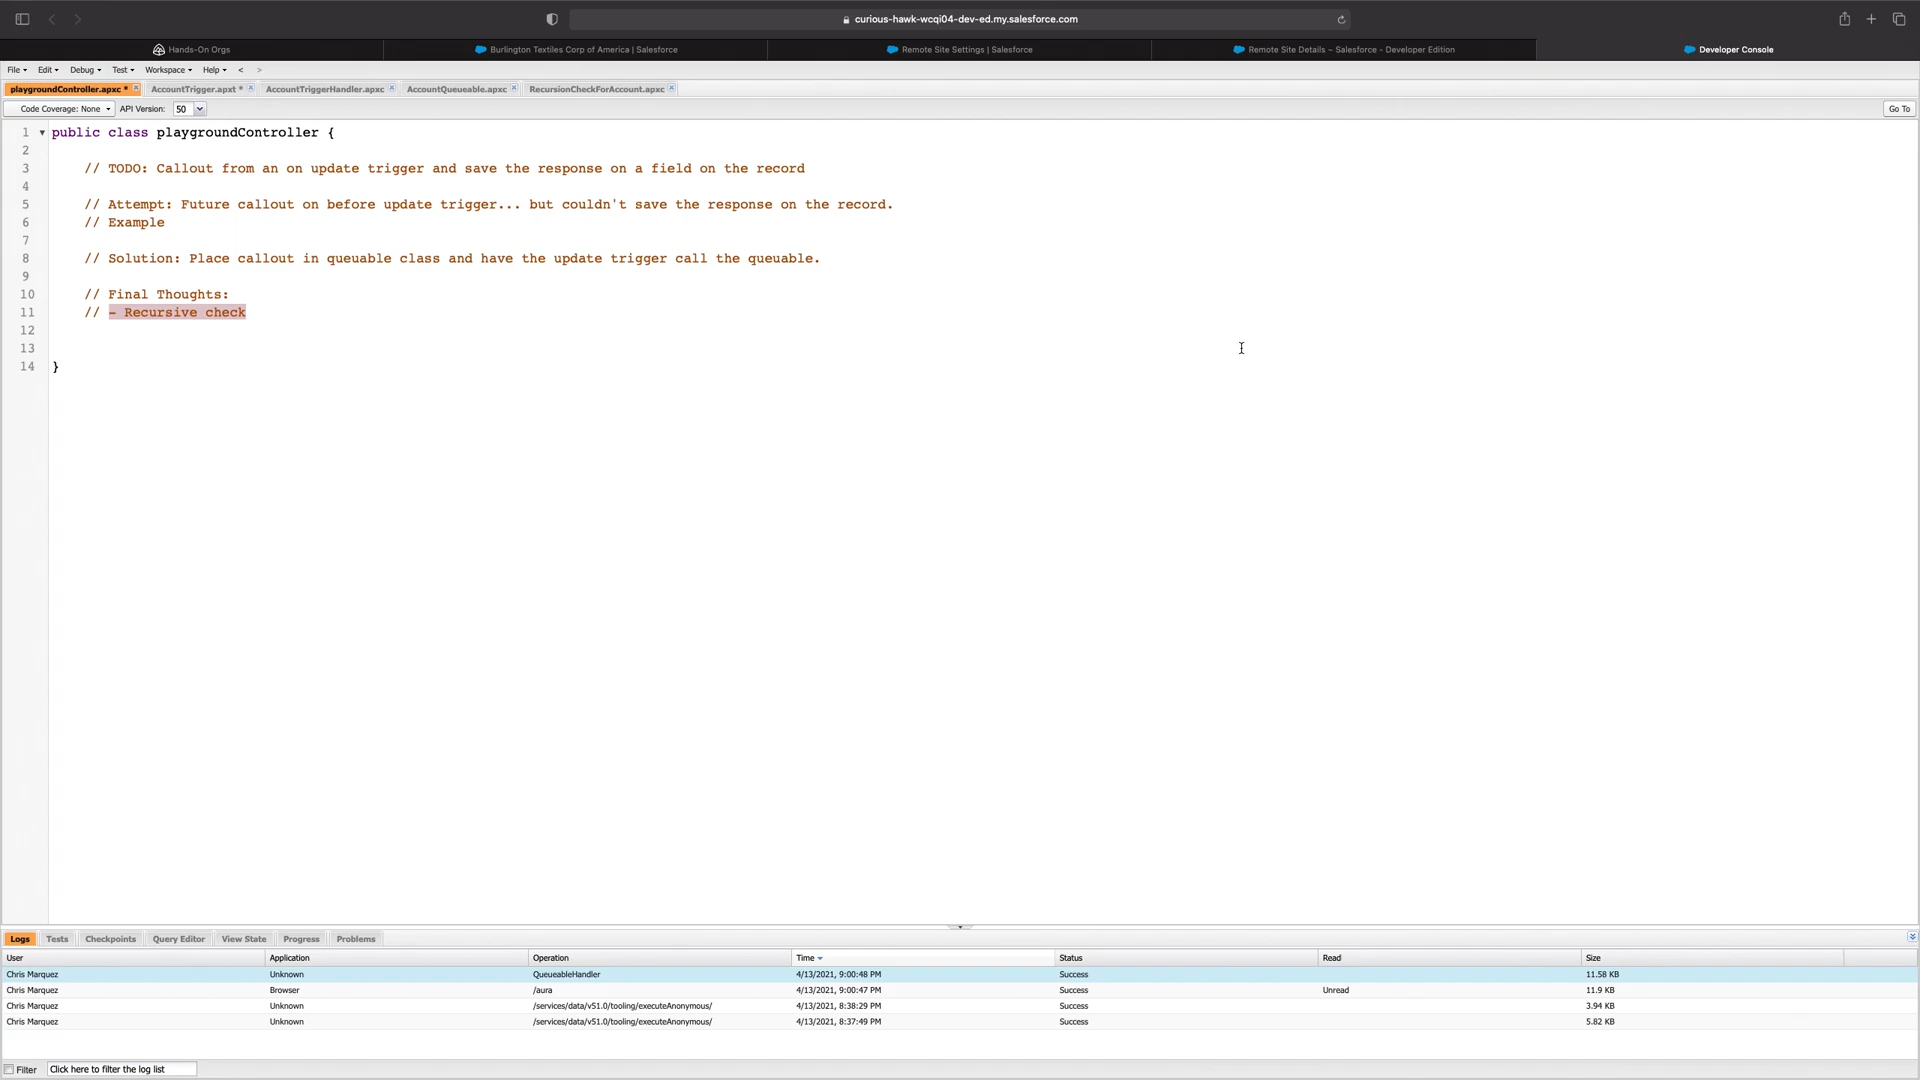 curious-hawk-wcqi04-dev-ed.my.salesforce.com
Hands-On Orgs
Burlington Textiles Corp of America | Salesforce
Remote Site Settings | Salesforce
Remote Site Details ~ Salesforce - Developer Edition
Developer Console
File Edit Debug Test Workspace Help < >
playgroundController.apxc * AccountTrigger.apxt * AccountTriggerHandler.apxc AccountQueueable.apxc RecursionCheckForAccount.apxc
Code Coverage: None API Version: 50 Go To
1 public class playgroundController {
2
3 // TODO: Callout from an on update trigger and save the response on a field on the record
4
5 // Attempt: Future callout on before update trigger... but couldn't save the response on the record.
6 // Example
7
8 // Solution: Place callout in queuable class and have the update trigger call the queuable.
9
10 // Final Thoughts:
11 // - Recursive check
12
13
14 }
Logs Tests Checkpoints Query Editor View State Progress Problems
User Application Operation Time Status Read Size
Chris Marquez Unknown QueueableHandler 4/13/2021, 9:00:48 PM Success 11.58 KB
Chris Marquez Browser /aura 4/13/2021, 9:00:47 PM Success Unread 11.9 KB
Chris Marquez Unknown /services/data/v51.0/tooling/executeAnonymous/ 4/13/2021, 8:38:29 PM Success 3.94 KB
Chris Marquez Unknown /services/data/v51.0/tooling/executeAnonymous/ 4/13/2021, 8:37:49 PM Success 5.82 KB
Filter Click here to filter the log list